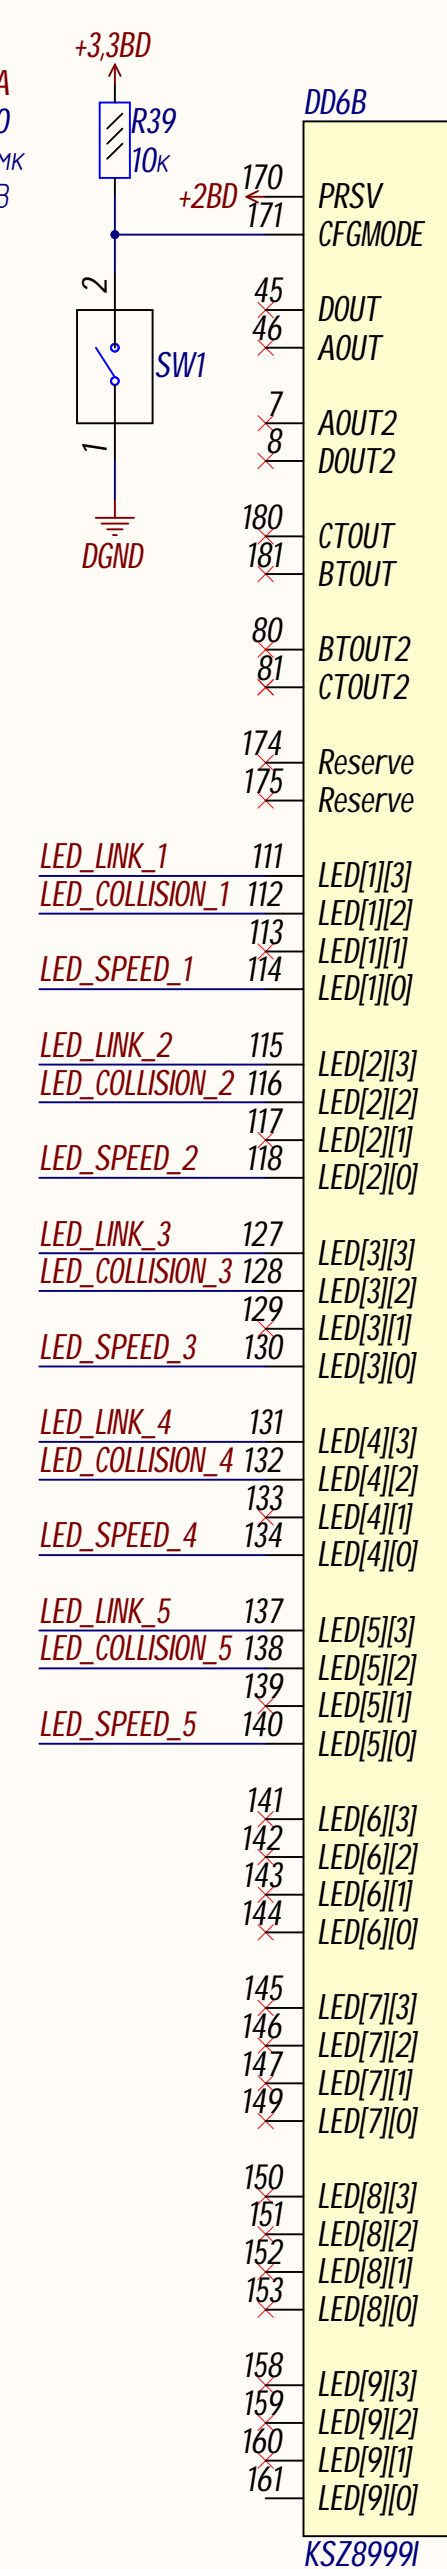 +3,3BD
A
DD6B
0
R39
мк
10к
170
+2BD
PRSV
В
171
CFGMODE
2
45
DOUT
46
AOUT
SW1
7
AOUT2
1
8
DOUT2
180
CTOUT
DGND
181
BTOUT
80
BTOUT2
81
CTOUT2
174
Reserve
175
Reserve
LED_LINK_1 111 LED[1][3]
LED_COLLISION_1 112 LED[1][2]
113 LED[1][1]
LED_SPEED_1 114 LED[1][0]
LED_LINK_2 115 LED[2][3]
LED_COLLISION_2 116 LED[2][2]
117 LED[2][1]
LED_SPEED_2 118 LED[2][0]
LED_LINK_3 127 LED[3][3]
LED_COLLISION_3 128 LED[3][2]
129 LED[3][1]
LED_SPEED_3 130 LED[3][0]
LED_LINK_4 131 LED[4][3]
LED_COLLISION_4 132 LED[4][2]
133 LED[4][1]
LED_SPEED_4 134 LED[4][0]
LED_LINK_5 137 LED[5][3]
LED_COLLISION_5 138 LED[5][2]
139 LED[5][1]
LED_SPEED_5 140 LED[5][0]
141 LED[6][3]
142 LED[6][2]
143 LED[6][1]
144 LED[6][0]
145 LED[7][3]
146 LED[7][2]
147 LED[7][1]
149 LED[7][0]
150 LED[8][3]
151 LED[8][2]
152 LED[8][1]
153 LED[8][0]
158 LED[9][3]
159 LED[9][2]
160 LED[9][1]
161 LED[9][0]
KSZ8999I